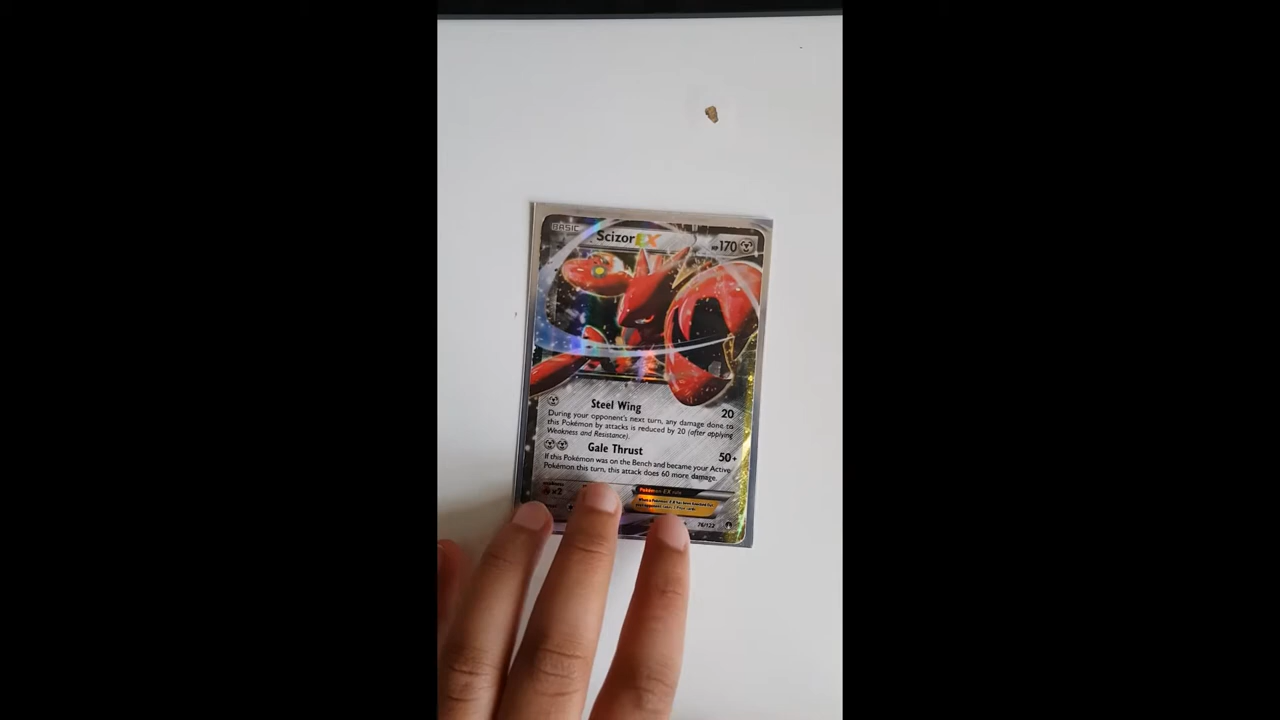 BASIC
Scizor EX
HP170
Steel Wing
20
During your opponent's next turn, any damage done to
this Pokémon by attacks is reduced by 20 (after applying
Weakness and Resistance).
Gale Thrust
50+
If this Pokémon was on the Bench and became your Active
Pokémon this turn, this attack does 60 more damage.
×2
Pokémon EX rule
76/122